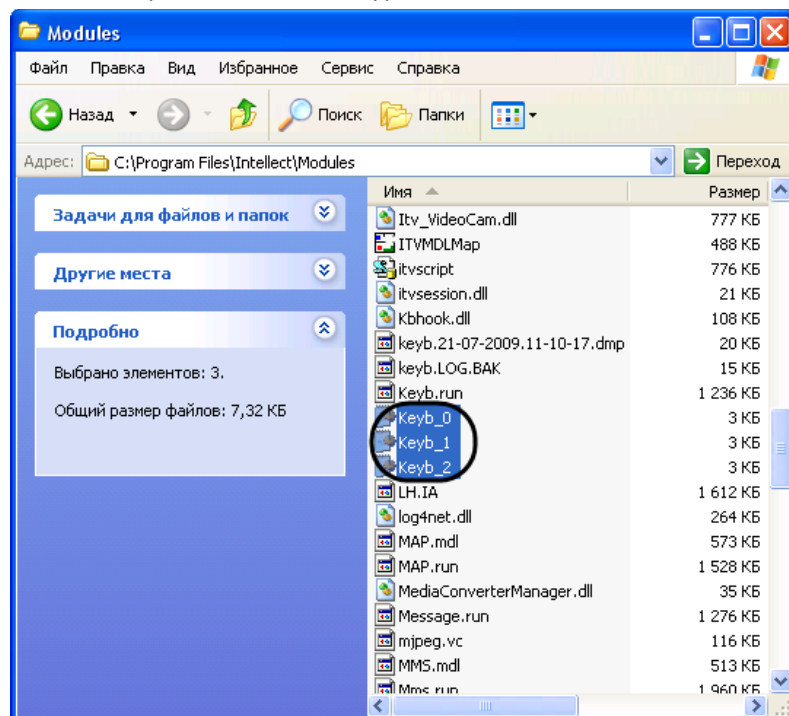 Modules
Файл Правка Вид Избранное Сервис Справка
Назад Поиск Папки
Адрес: C:\Program Files\Intellect\Modules Переход
Имя Размер
Задачи для файлов и папок
Другие места
Подробно
Выбрано элементов: 3.
Общий размер файлов: 7,32 КБ
Itv_VideoCam.dll 777 КБ
ITVMDLMap 488 КБ
itvscript 776 КБ
itvsession.dll 21 КБ
Kbhook.dll 108 КБ
keyb.21-07-2009.11-10-17.dmp 20 КБ
keyb.LOG.BAK 15 КБ
Keyb.run 1 236 КБ
Keyb_0 3 КБ
Keyb_1 3 КБ
Keyb_2 3 КБ
LH.IA 1 612 КБ
log4net.dll 264 КБ
MAP.mdl 573 КБ
MAP.run 1 528 КБ
MediaConverterManager.dll 35 КБ
Message.run 1 276 КБ
mjpeg.vc 116 КБ
MMS.mdl 513 КБ
Mms.run 1 960 КБ